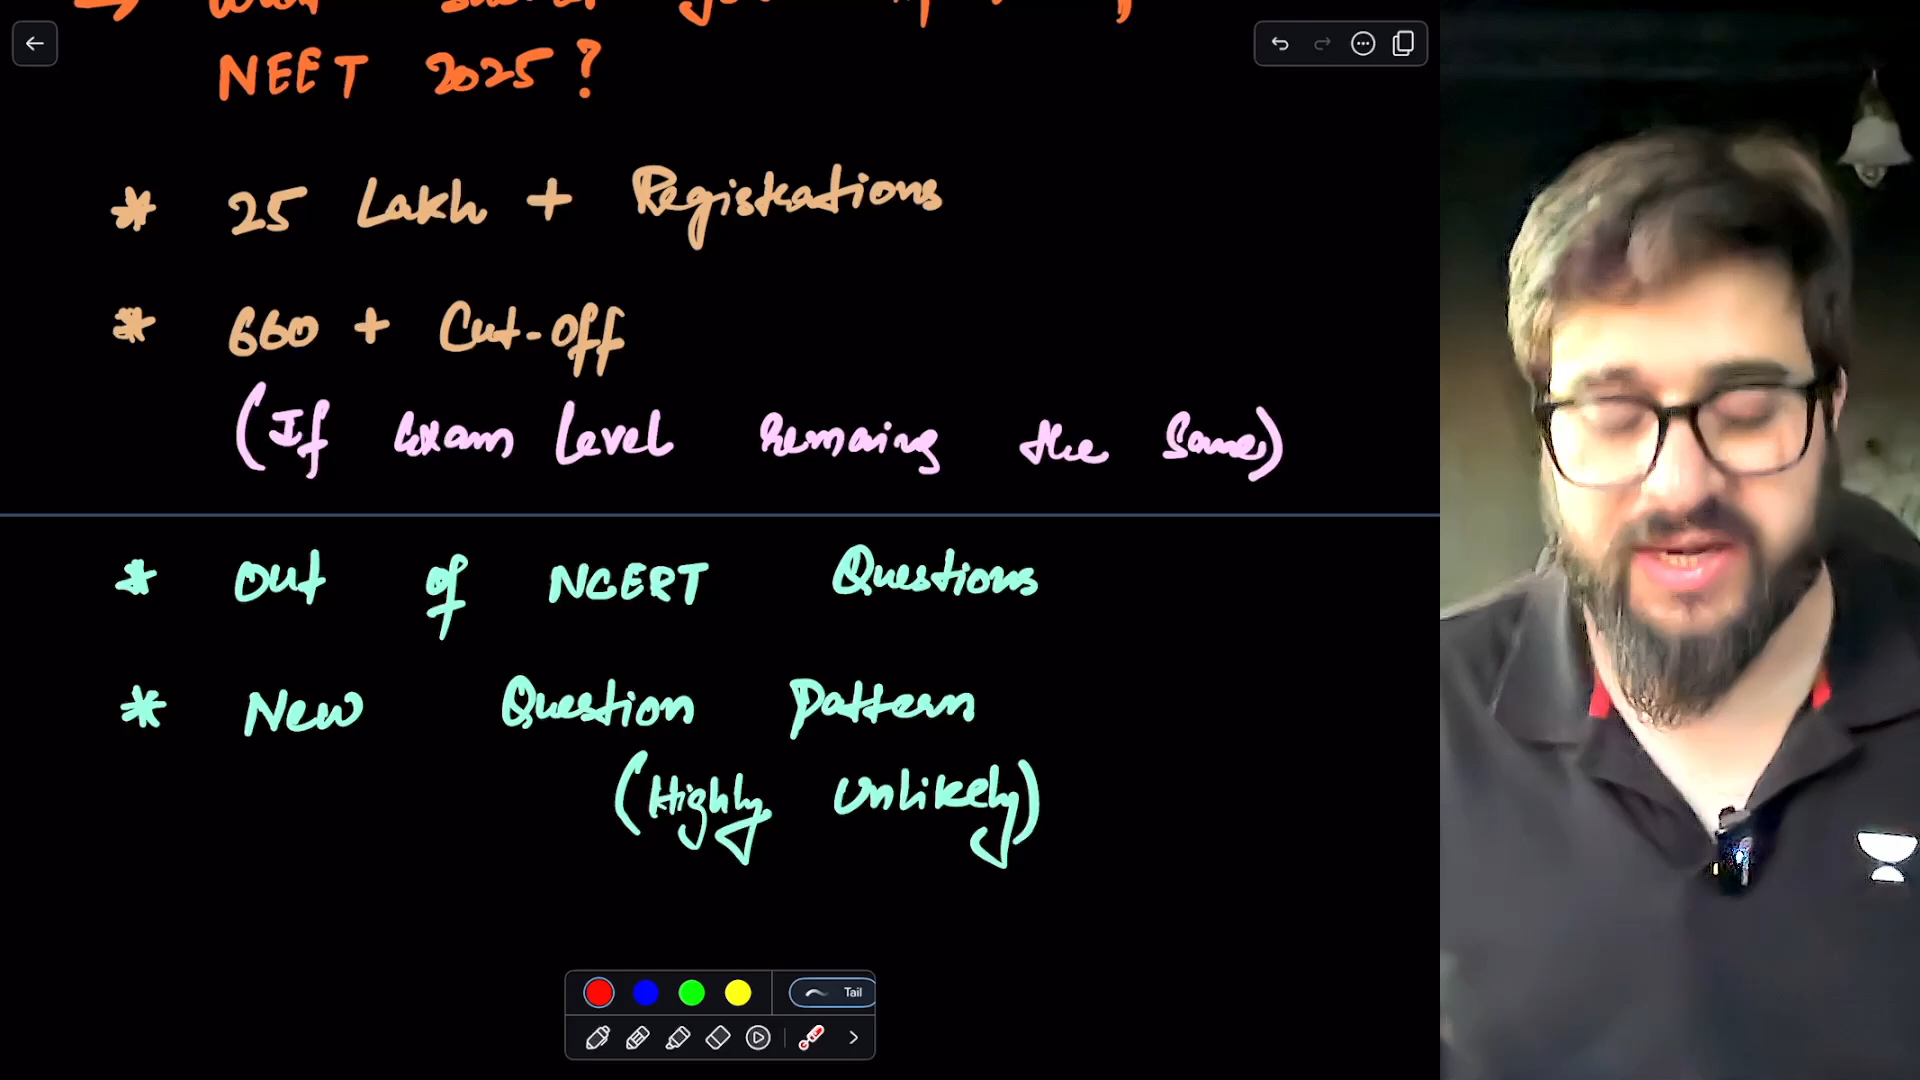 NEET 2025?
* 25 Lakh + Registrations
* 660 + Cut-off
(If exam level Remaing the Same)
* Out of NCERT Questions
* New Question Pattern
(Highly Unlikely)
Tail